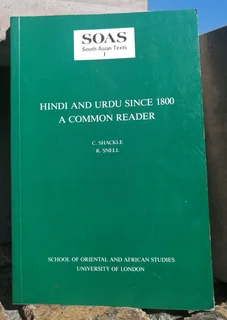 SOAS
South Asian Texts
1
HINDI AND URDU SINCE 1800
A COMMON READER
C. SHACKLE
R. SNELL
SCHOOL OF ORIENTAL AND AFRICAN STUDIES
UNIVERSITY OF LONDON